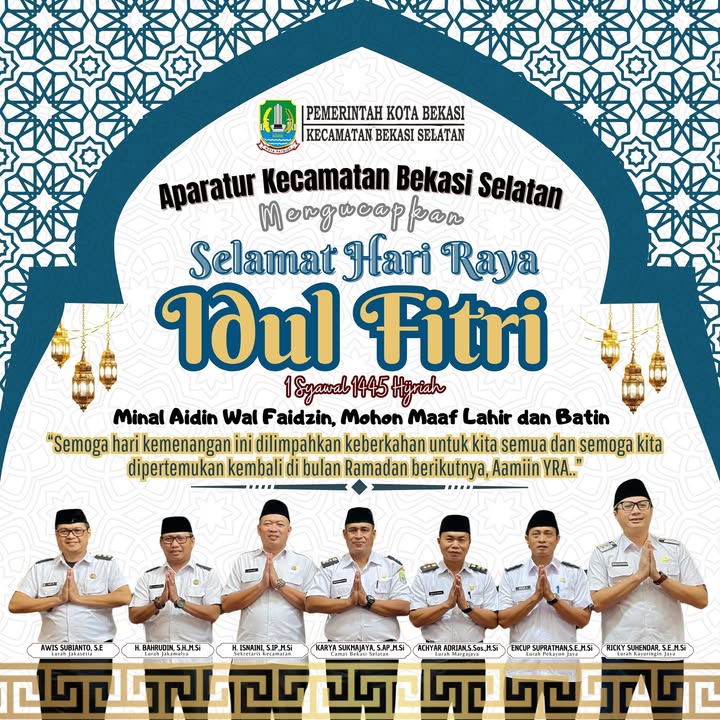 PEMERINTAH KOTA BEKASI
KECAMATAN BEKASI SELATAN
Aparatur Kecamatan Bekasi Selatan
Mengucapkan
Selamat Hari Raya
Idul Fitri
1 Syawal 1445 Hijriah
Minal Aidin Wal Faidzin, Mohon Maaf Lahir dan Batin
“Semoga hari kemenangan ini dilimpahkan keberkahan untuk kita semua dan semoga kita
dipertemukan kembali di bulan Ramadan berikutnya, Aamiin YRA..”
AWIS SUBIANTO, S.E
Lurah Jakasetia
H. BAHRUDIN, S.H.,M.Si
Lurah Jakamulya
H. ISNAINI, S.IP.,M.Si
Sekretaris Kecamatan
KARYA SUKMAJAYA, S.AP.,M.Si
Camat Bekasi Selatan
ACHYAR ADRIAN,S.Sos.,M.Si
Lurah Margajaya
ENCUP SUPRATMAN,S.E.,M.Si
Lurah Pekayon Jaya
RICKY SUHENDAR, S.E.,M.Si
Lurah Kayuringin Jaya